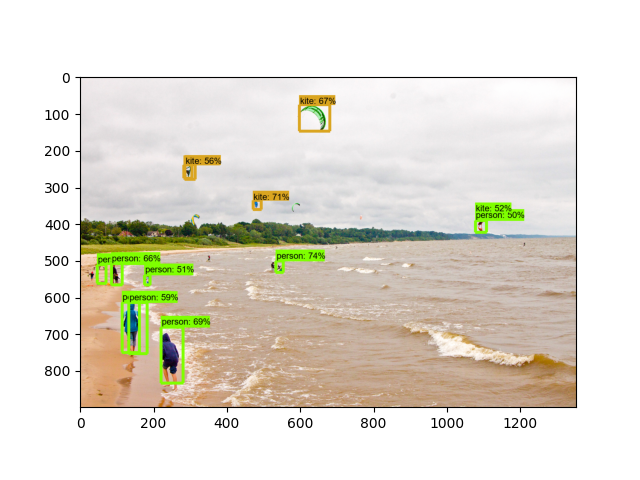 0
100
200
300
400
500
600
700
800
kite: 67%
kite: 56%
kite: 71%
kite: 52%
person: 50%
person: 74%
person: 66%
person: 51%
person: 59%
person: 69%
0 200 400 600 800 1000 1200